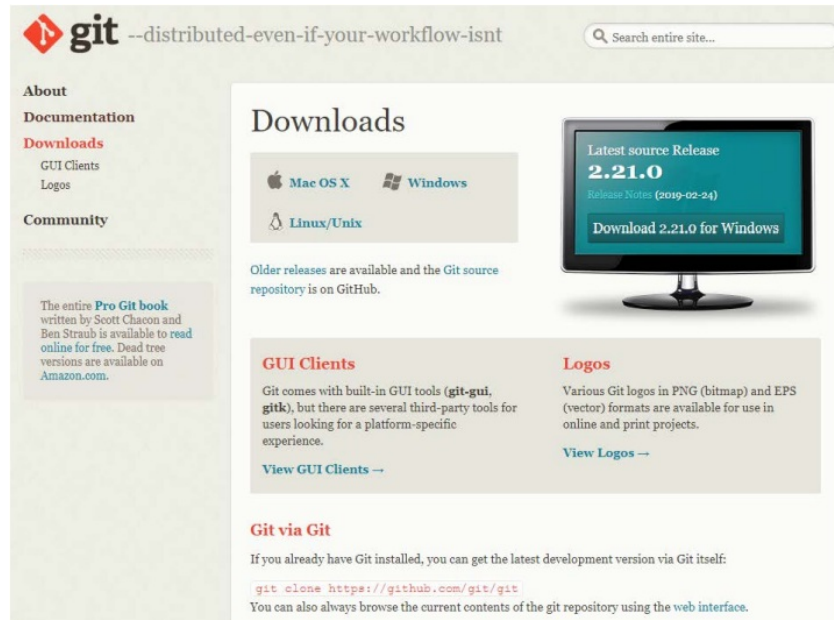 git --distributed-even-if-your-workflow-isnt
Search entire site...
About
Documentation
Downloads
GUI Clients
Logos
Community
The entire Pro Git book
written by Scott Chacon and
Ben Straub is available to read
online for free. Dead tree
versions are available on
Amazon.com.
Downloads
Mac OS X
Windows
Linux/Unix
Older releases are available and the Git source
repository is on GitHub.
Latest source Release
2.21.0
Release Notes (2019-02-24)
Download 2.21.0 for Windows
GUI Clients
Git comes with built-in GUI tools (git-gui,
gitk), but there are several third-party tools for
users looking for a platform-specific
experience.
View GUI Clients →
Logos
Various Git logos in PNG (bitmap) and EPS
(vector) formats are available for use in
online and print projects.
View Logos →
Git via Git
If you already have Git installed, you can get the latest development version via Git itself:
git clone https://github.com/git/git
You can also always browse the current contents of the git repository using the web interface.